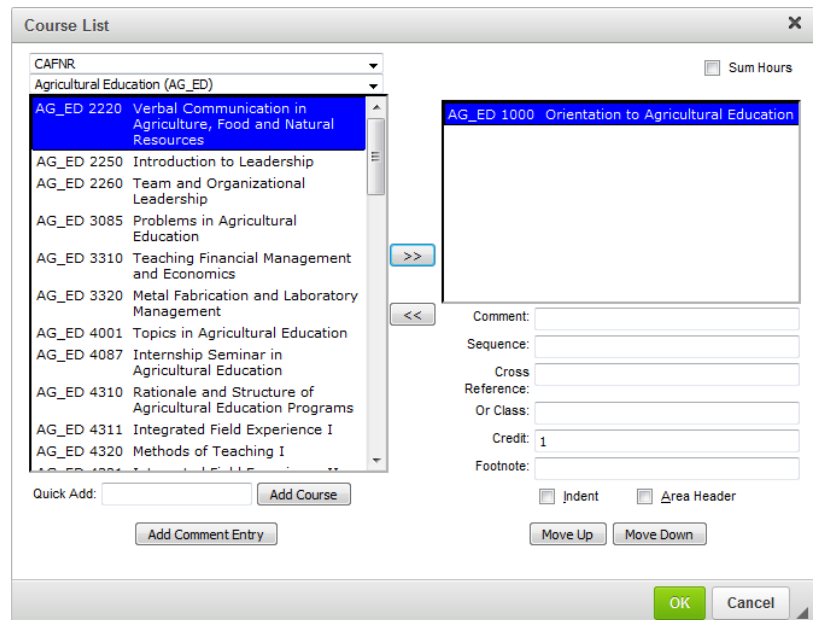 Course List
CAFNR
Agricultural Education (AG_ED)
Sum Hours
AG_ED 2220 Verbal Communication in
Agriculture, Food and Natural
Resources
AG_ED 2250 Introduction to Leadership
AG_ED 2260 Team and Organizational
Leadership
AG_ED 3085 Problems in Agricultural
Education
AG_ED 3310 Teaching Financial Management
and Economics
AG_ED 3320 Metal Fabrication and Laboratory
Management
AG_ED 4001 Topics in Agricultural Education
AG_ED 4087 Internship Seminar in
Agricultural Education
AG_ED 4310 Rationale and Structure of
Agricultural Education Programs
AG_ED 4311 Integrated Field Experience I
AG_ED 4320 Methods of Teaching I
>>
<<
AG_ED 1000 Orientation to Agricultural Education
Comment:
Sequence:
Cross
Reference:
Or Class:
Credit: 1
Footnote:
Indent
Area Header
Quick Add:
Add Course
Add Comment Entry
Move Up
Move Down
OK
Cancel